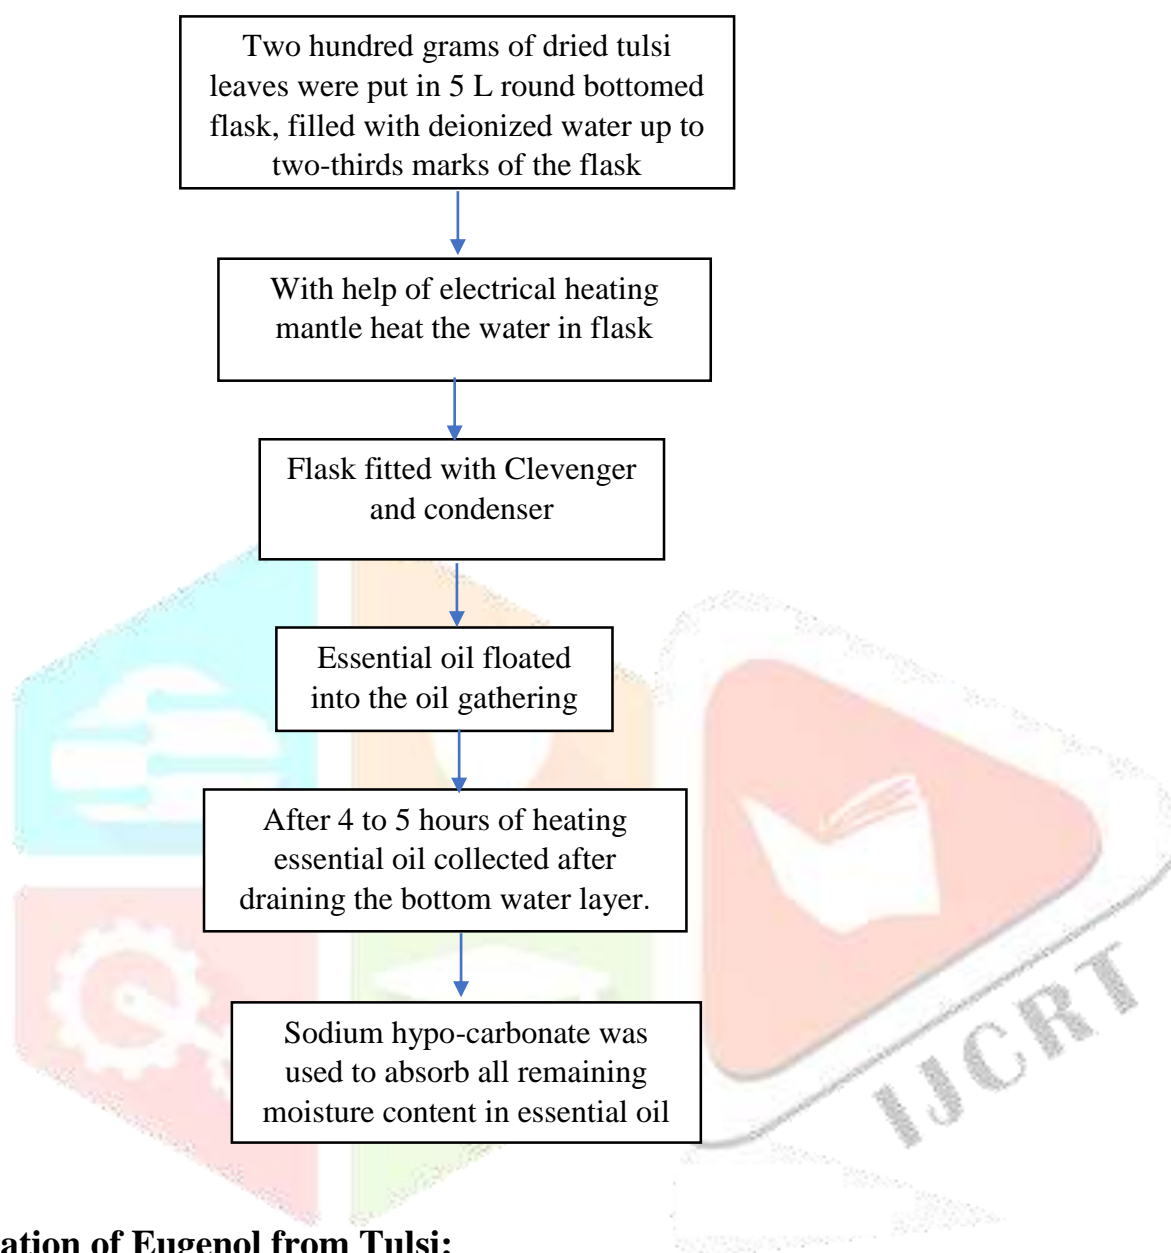 Two hundred grams of dried tulsi
leaves were put in 5 L round bottomed
flask, filled with deionized water up to
two-thirds marks of the flask
With help of electrical heating
mantle heat the water in flask
Flask fitted with Clevenger
and condenser
Essential oil floated
into the oil gathering
After 4 to 5 hours of heating
essential oil collected after
draining the bottom water layer.
Sodium hypo-carbonate was
used to absorb all remaining
moisture content in essential oil
IJCRT
ation of Eugenol from Tulsi: